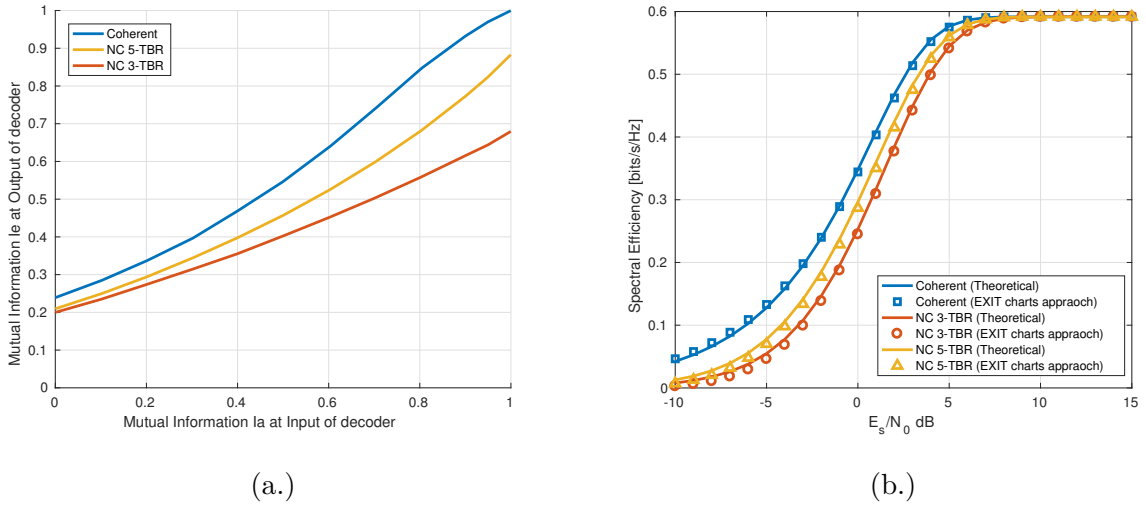 Coherent
NC 5-TBR
NC 3-TBR
Mutual Information Ie at Output of decoder
1
0.9
0.8
0.7
0.6
0.5
0.4
0.3
0.2
0.1
0
0 0.2 0.4 0.6 0.8 1
Mutual Information Ia at Input of decoder
(a.)
Spectral Efficiency [bits/s/Hz]
0.6
0.5
0.4
0.3
0.2
0.1
0
Coherent (Theoretical)
Coherent (EXIT charts appraoch)
NC 3-TBR (Theoretical)
NC 3-TBR (EXIT charts appraoch)
NC 5-TBR (Theoretical)
NC 5-TBR (EXIT charts appraoch)
-10 -5 0 5 10 15
E_s/N_0 dB
(b.)